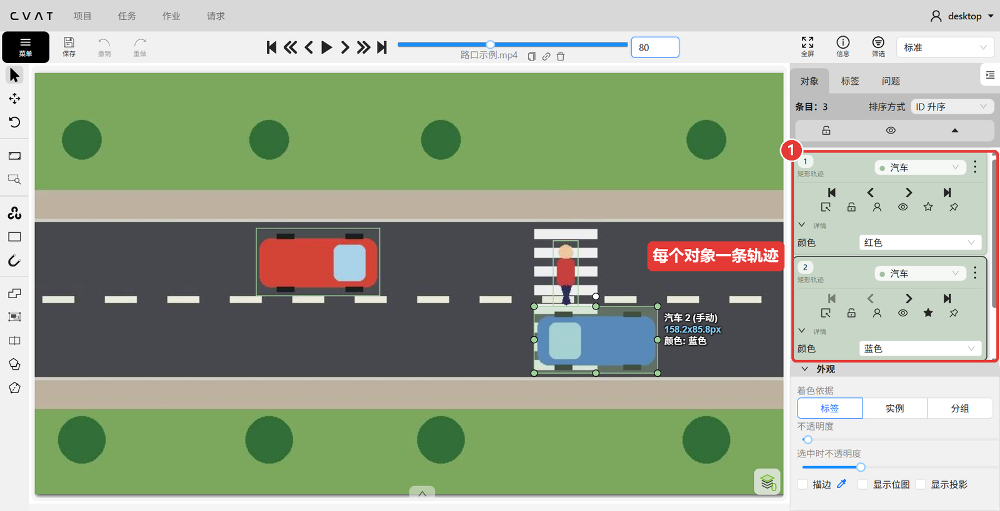 CVAT 项目 任务 作业 请求 desktop
菜单 保存 撤销 重做 路口示例.mp4 80 全屏 信息 筛选 标准
对象 标签 问题
条目：3 排序方式 ID 升序
1
1 汽车
矩形轨迹
详情
颜色 红色
每个对象一条轨迹
2 汽车
矩形轨迹
详情
颜色 蓝色
汽车 2 (手动)
158.2x85.8px
颜色: 蓝色
外观
着色依据
标签 实例 分组
不透明度
选中时不透明度
描边 显示位图 显示投影
0